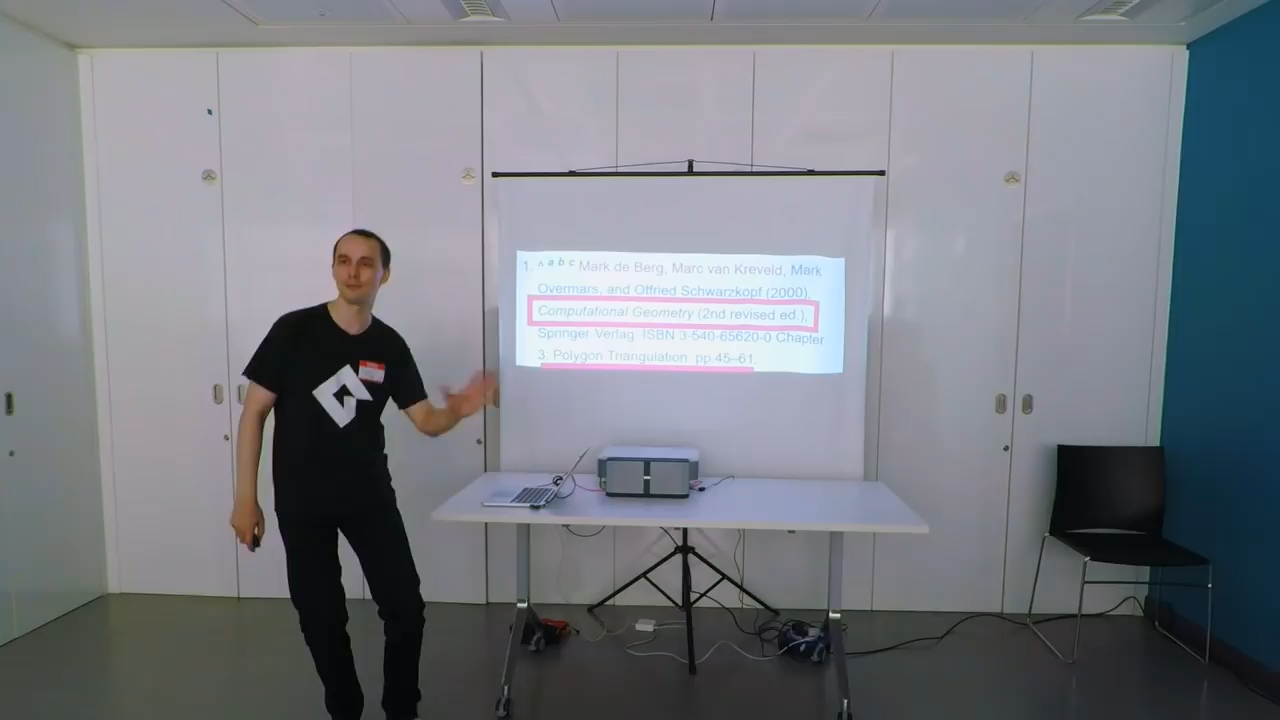 1. ^ a b c Mark de Berg, Marc van Kreveld, Mark
Overmars, and Otfried Schwarzkopf (2000),
Computational Geometry (2nd revised ed.),
Springer Verlag. ISBN 3-540-65620-0 Chapter
3: Polygon Triangulation: pp.45–61.